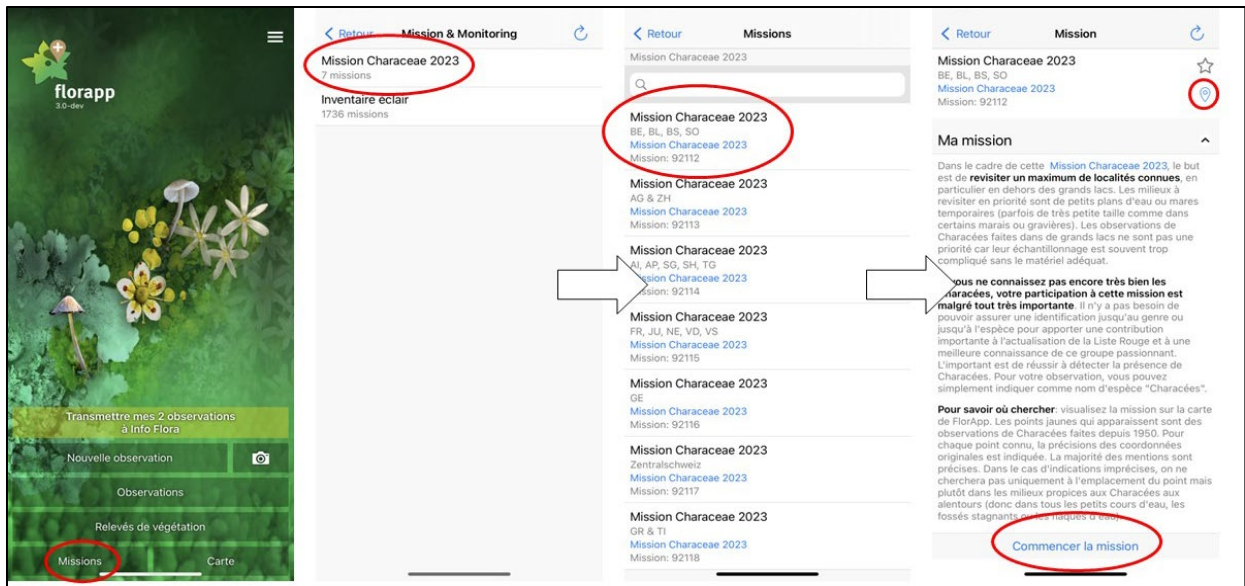 florapp
3.0-dev
Transmettre mes 2 observations
à Info Flora
Nouvelle observation
Observations
Relevés de végétation
Missions
Carte
Retour
Mission & Monitoring
Mission Characeae 2023
7 missions
Inventaire éclair
1736 missions
Retour
Missions
Mission Characeae 2023
Mission Characeae 2023
BE, BL, BS, SO
Mission Characeae 2023
Mission: 92112
Mission Characeae 2023
AG & ZH
Mission Characeae 2023
Mission: 92113
Mission Characeae 2023
AI, AP, SG, SH, TG
Mission Characeae 2023
Mission: 92114
Mission Characeae 2023
FR, JU, NE, VD, VS
Mission Characeae 2023
Mission: 92115
Mission Characeae 2023
GE
Mission Characeae 2023
Mission: 92116
Mission Characeae 2023
Zentralschweiz
Mission Characeae 2023
Mission: 92117
Mission Characeae 2023
GR & TI
Mission Characeae 2023
Mission: 92118
Retour
Mission
Mission Characeae 2023
BE, BL, BS, SO
Mission Characeae 2023
Mission: 92112
Ma mission
Dans le cadre de cette Mission Characeae 2023, le but
est de revisiter un maximum de localités connues, en
particulier en dehors des grands lacs. Les milieux à
revisiter en priorité sont de petits plans d'eau ou mares
temporaires (parfois de très petite taille comme dans
certains marais ou gravières). Les observations de
Characées faites dans de grands lacs ne sont pas une
priorité car leur échantillonnage est souvent trop
compliqué sans le matériel adéquat.
vous ne connaissez pas encore très bien les
characées, votre participation à cette mission est
malgré tout très importante. Il n'y a pas besoin de
pouvoir assurer une identification jusqu'au genre ou
jusqu'à l'espèce pour apporter une contribution
importante à l'actualisation de la Liste Rouge et à une
meilleure connaissance de ce groupe passionnant.
L'important est de réussir à détecter la présence de
Characées. Pour votre observation, vous pouvez
simplement indiquer comme nom d'espèce "Characées".
Pour savoir où chercher: visualisez la mission sur la carte
de FlorApp. Les points jaunes qui apparaissent sont des
observations de Characées faites depuis 1950. Pour
chaque point connu, la précisions des coordonnées
originales est indiquée. La majorité des mentions sont
précises. Dans le cas d'indications imprécises, on ne
cherchera pas uniquement à l'emplacement du point mais
plutôt dans les milieux propices aux Characées aux
alentours (donc dans tous les petits cours d'eau, les
fossés stagnants ou les flaques d'eau).
Commencer la mission